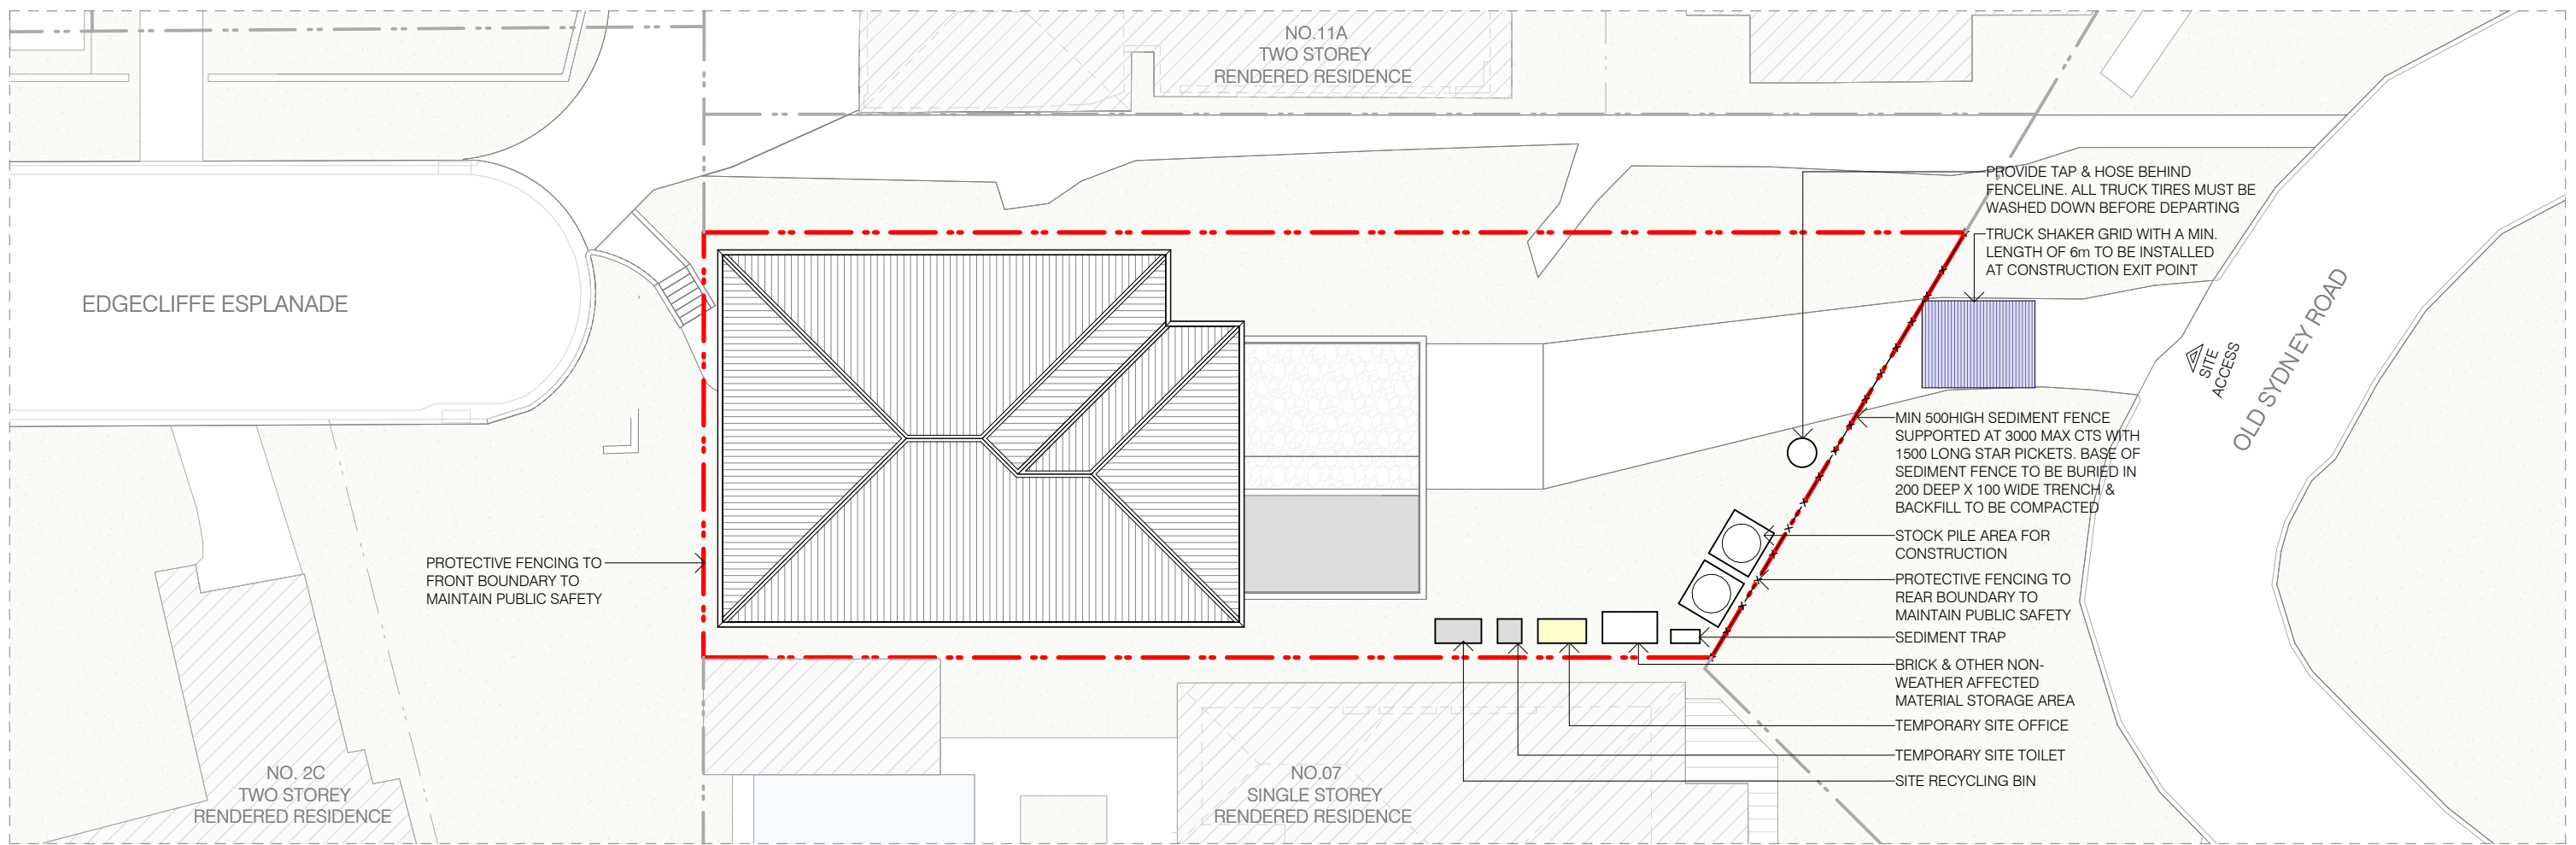 NO.11A
TWO STOREY
RENDERED RESIDENCE
PROVIDE TAP & HOSE BEHIND
FENCELINE. ALL TRUCK TIRES MUST BE
WASHED DOWN BEFORE DEPARTING
TRUCK SHAKER GRID WITH A MIN.
LENGTH OF 6m TO BE INSTALLED
AT CONSTRUCTION EXIT POINT
EDGECLIFFE ESPLANADE
SITE
ACCESS
OLD SYDNEY ROAD
MIN 500HIGH SEDIMENT FENCE
SUPPORTED AT 3000 MAX CTS WITH
1500 LONG STAR PICKETS. BASE OF
SEDIMENT FENCE TO BE BURIED IN
200 DEEP X 100 WIDE TRENCH &
BACKFILL TO BE COMPACTED
STOCK PILE AREA FOR
CONSTRUCTION
PROTECTIVE FENCING TO
FRONT BOUNDARY TO
MAINTAIN PUBLIC SAFETY
PROTECTIVE FENCING TO
REAR BOUNDARY TO
MAINTAIN PUBLIC SAFETY
SEDIMENT TRAP
BRICK & OTHER NON-
WEATHER AFFECTED
MATERIAL STORAGE AREA
TEMPORARY SITE OFFICE
TEMPORARY SITE TOILET
SITE RECYCLING BIN
NO. 2C
TWO STOREY
RENDERED RESIDENCE
NO.07
SINGLE STOREY
RENDERED RESIDENCE